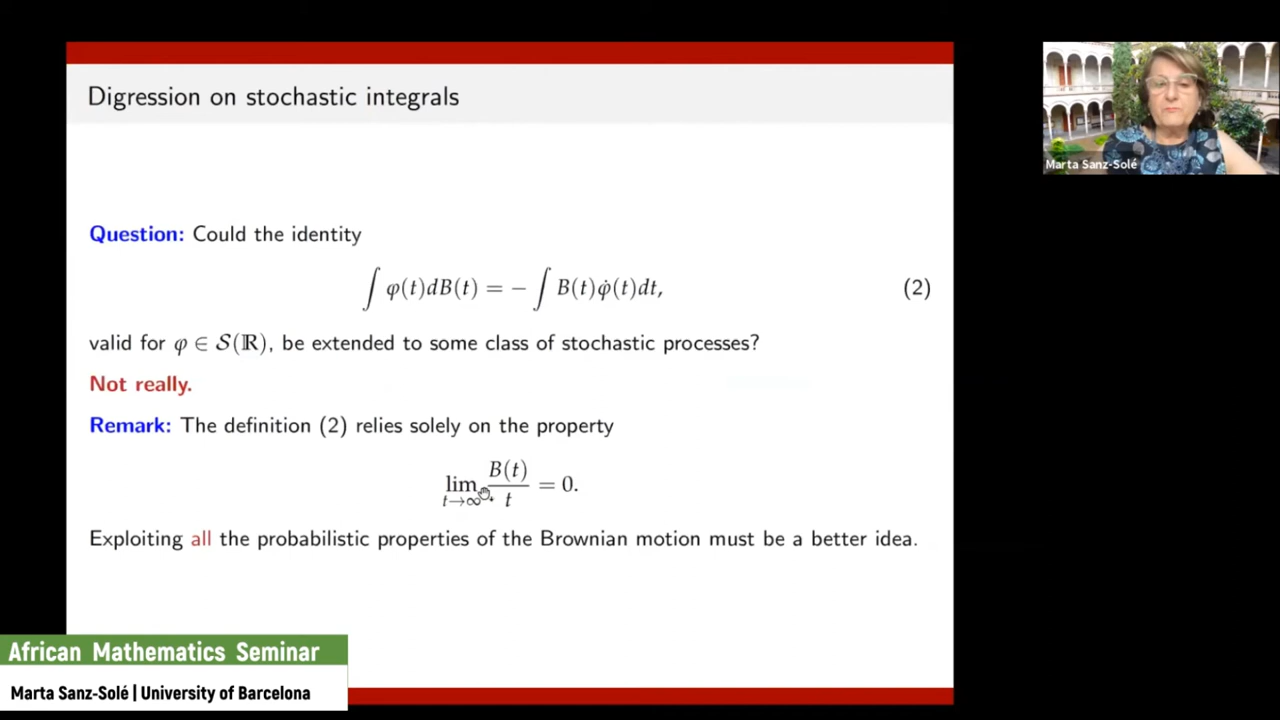 Digression on stochastic integrals
Marta Sanz-Solé
Question: Could the identity
∫ φ(t)dB(t) = − ∫ B(t)φ̇(t)dt, (2)
valid for φ ∈ 𝒮(ℝ), be extended to some class of stochastic processes?
Not really.
Remark: The definition (2) relies solely on the property
lim t→∞ B(t)/t = 0.
Exploiting all the probabilistic properties of the Brownian motion must be a better idea.
African Mathematics Seminar
Marta Sanz-Solé | University of Barcelona